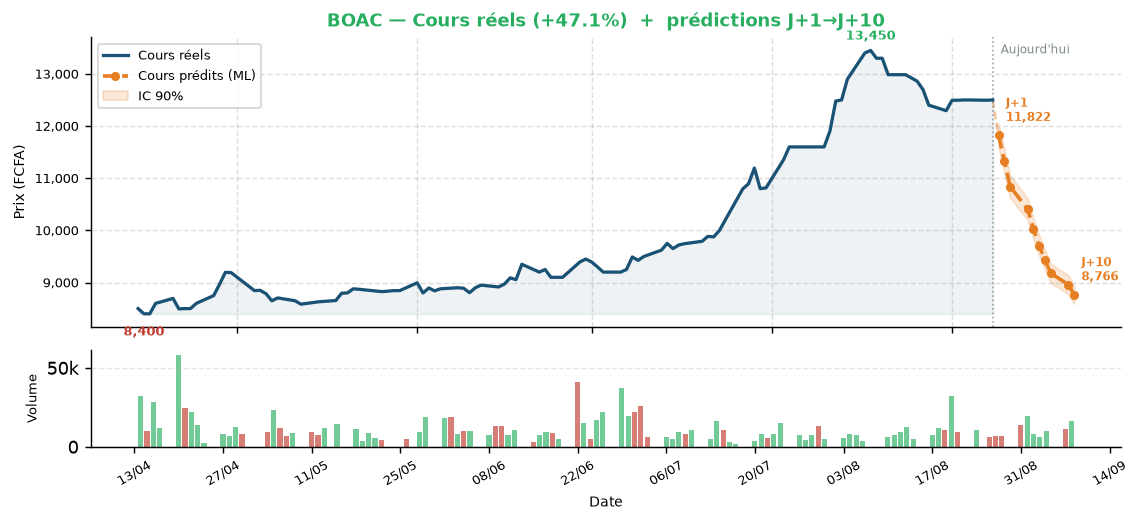 BOAC — Cours réels (+47.1%)  +  prédictions J+1→J+10
13,450
Cours réels
Cours prédits (ML)
IC 90%
Aujourd'hui
Prix (FCFA)
13,000
12,000
11,000
10,000
9,000
J+1
11,822
J+10
8,766
8,400
Volume
50k
0
13/04
27/04
11/05
25/05
08/06
22/06
06/07
20/07
03/08
17/08
31/08
14/09
Date